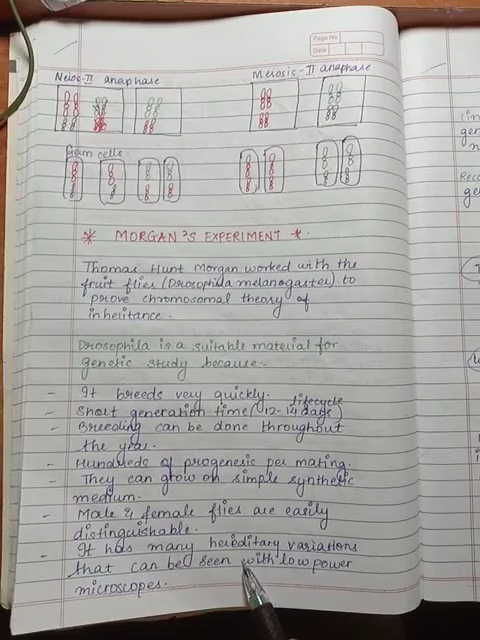 Page No
Date
Neios-II anaphase
Meiosis-II anaphase
Germ cells
* MORGAN'S EXPERIMENT *.
Thomas Hunt Morgan worked with the
fruit flies (Drosophila melanogaster) to
prove chromosomal theory of
inheritance.
Drosophila is a suitable material for
genetic study because-
- It breeds very quickly.
lifecycle
- Short generation time (12-14 days)
- Breeding can be done throughout
the year.
- Hundreds of progenesis per mating.
- They can grow on simple synthetic
medium.
- Male & female flies are easily
distinguishable.
- It has many hereditary variations
that can be seen with low power
microscopes.